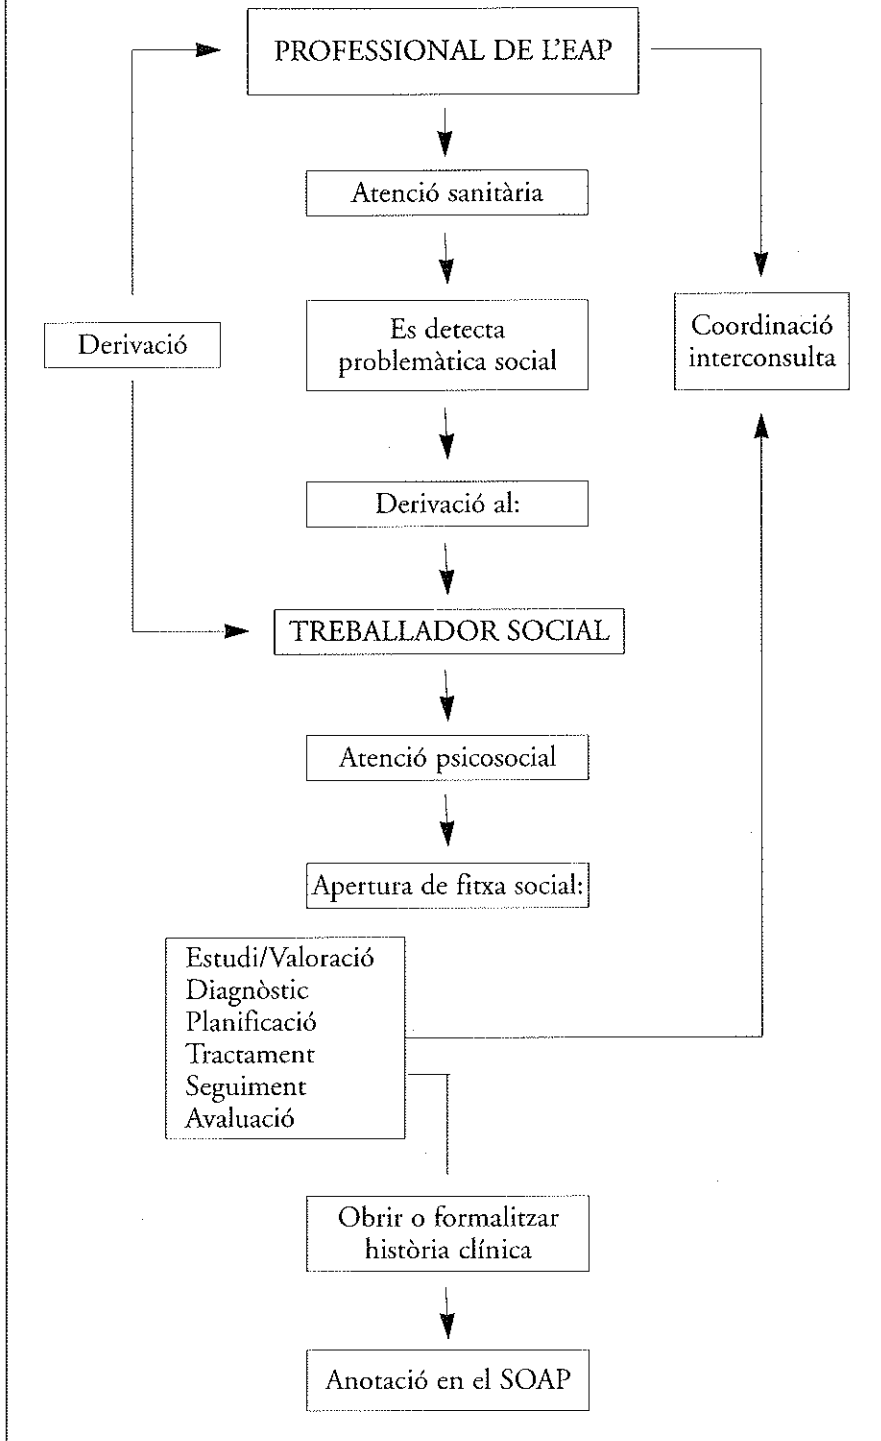 PROFESSIONAL DE L'EAP
Atenció sanitària
Es detecta
problemàtica social
Derivació
Coordinació
interconsulta
Derivació al:
TREBALLADOR SOCIAL
Atenció psicosocial
Apertura de fitxa social:
Estudi/Valoració
Diagnòstic
Planificació
Tractament
Seguiment
Avaluació
Obrir o formalitzar
història clínica
Anotació en el SOAP